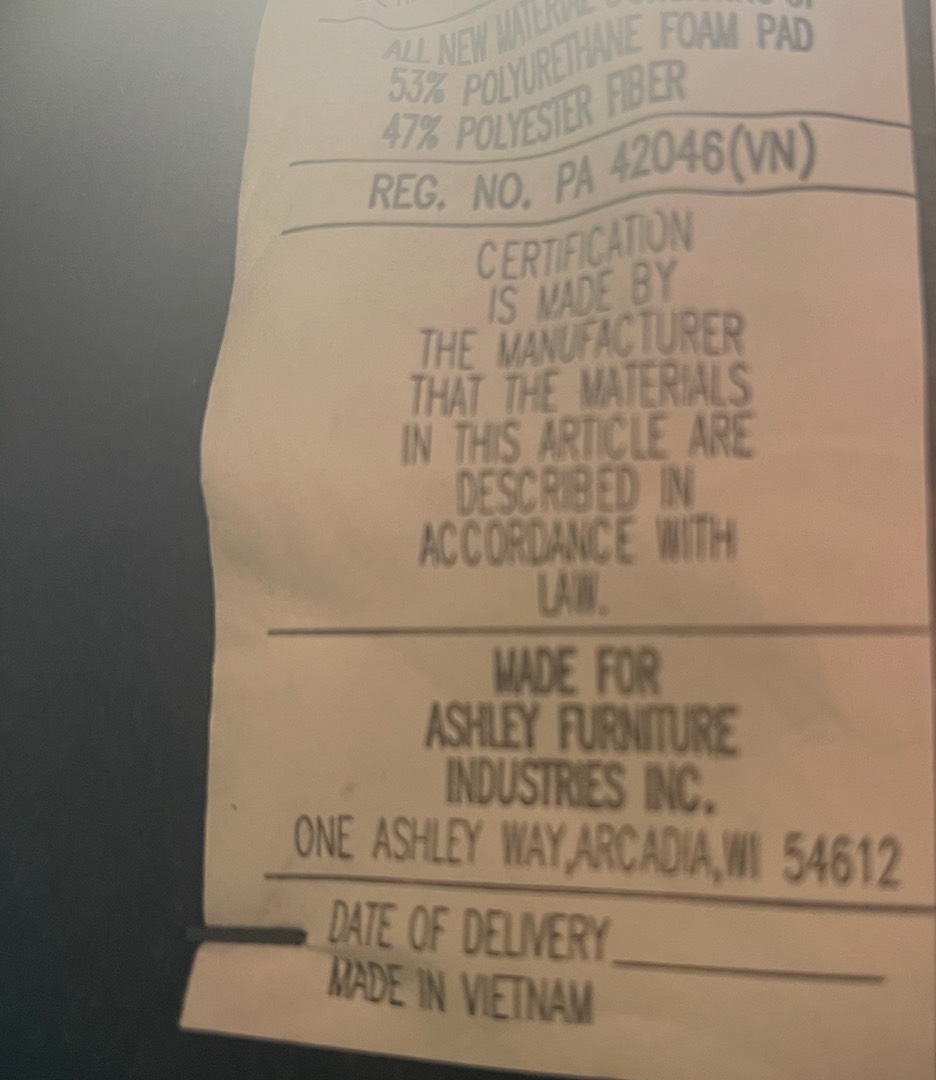 ALL NEW MATERIAL
53% POLYURETHANE FOAM PAD
47% POLYESTER FIBER
REG. NO. PA 42046(VN)
CERTIFICATION
IS MADE BY
THE MANUFACTURER
THAT THE MATERIALS
IN THIS ARTICLE ARE
DESCRIBED IN
ACCORDANCE WITH
LAW.
MADE FOR
ASHLEY FURNITURE
INDUSTRIES INC.
ONE ASHLEY WAY,ARCADIA,WI 54612
DATE OF DELIVERY
MADE IN VIETNAM